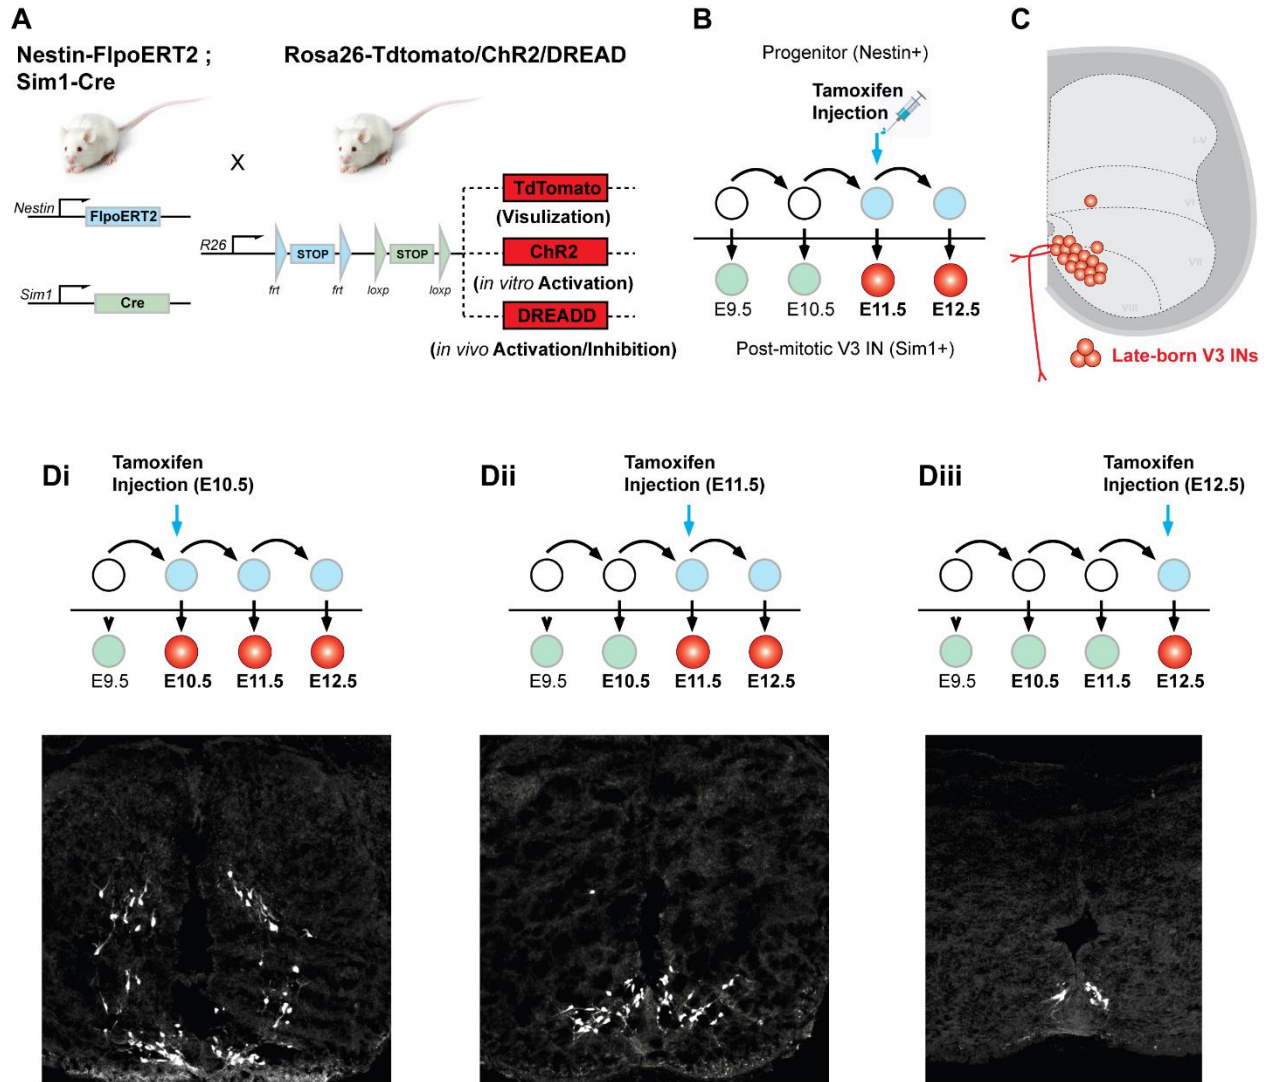 A
Nestin-FlpoERT2 ;
Sim1-Cre
Rosa26-Tdtomato/ChR2/DREAD
X
Nestin
FlpoERT2
Sim1
Cre
R26
STOP
STOP
frt
frt
loxp
loxp
TdTomato
(Visulization)
ChR2
(in vitro Activation)
DREADD
(in vivo Activation/Inhibition)
B
Progenitor (Nestin+)
Tamoxifen
Injection
E9.5
E10.5
E11.5
E12.5
Post-mitotic V3 IN (Sim1+)
C
I-V
VI
VII
VIII
Late-born V3 INs
Di
Tamoxifen
Injection (E10.5)
E9.5
E10.5
E11.5
E12.5
Dii
Tamoxifen
Injection (E11.5)
E9.5
E10.5
E11.5
E12.5
Diii
Tamoxifen
Injection (E12.5)
E9.5
E10.5
E11.5
E12.5